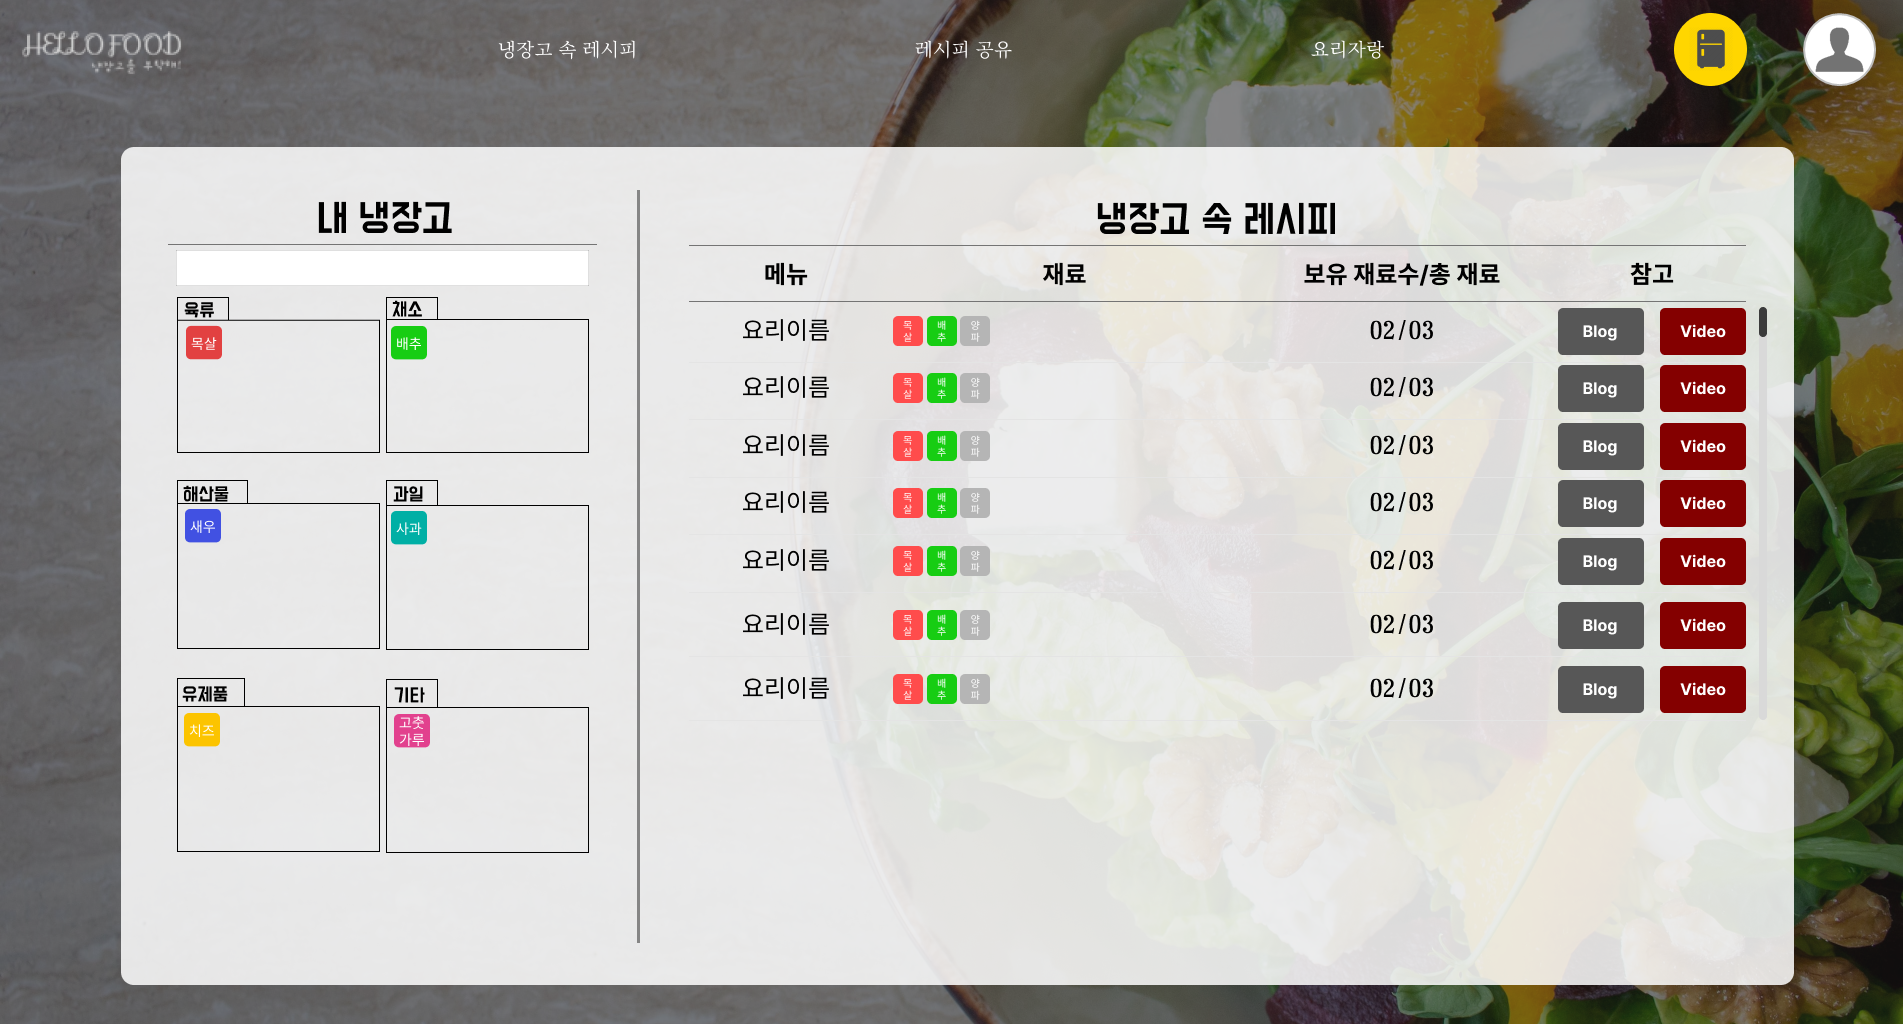 HELLO FOOD
냉장고를 부탁해!
냉장고 속 레시피
레시피 공유
요리자랑
내 냉장고
육류
목살
채소
배추
해산물
새우
과일
사과
유제품
치즈
기타
고춧
가루
냉장고 속 레시피
메뉴 재료 보유 재료수/총 재료 참고
요리이름 목살 배추 양파 02/03 Blog Video
요리이름 목살 배추 양파 02/03 Blog Video
요리이름 목살 배추 양파 02/03 Blog Video
요리이름 목살 배추 양파 02/03 Blog Video
요리이름 목살 배추 양파 02/03 Blog Video
요리이름 목살 배추 양파 02/03 Blog Video
요리이름 목살 배추 양파 02/03 Blog Video